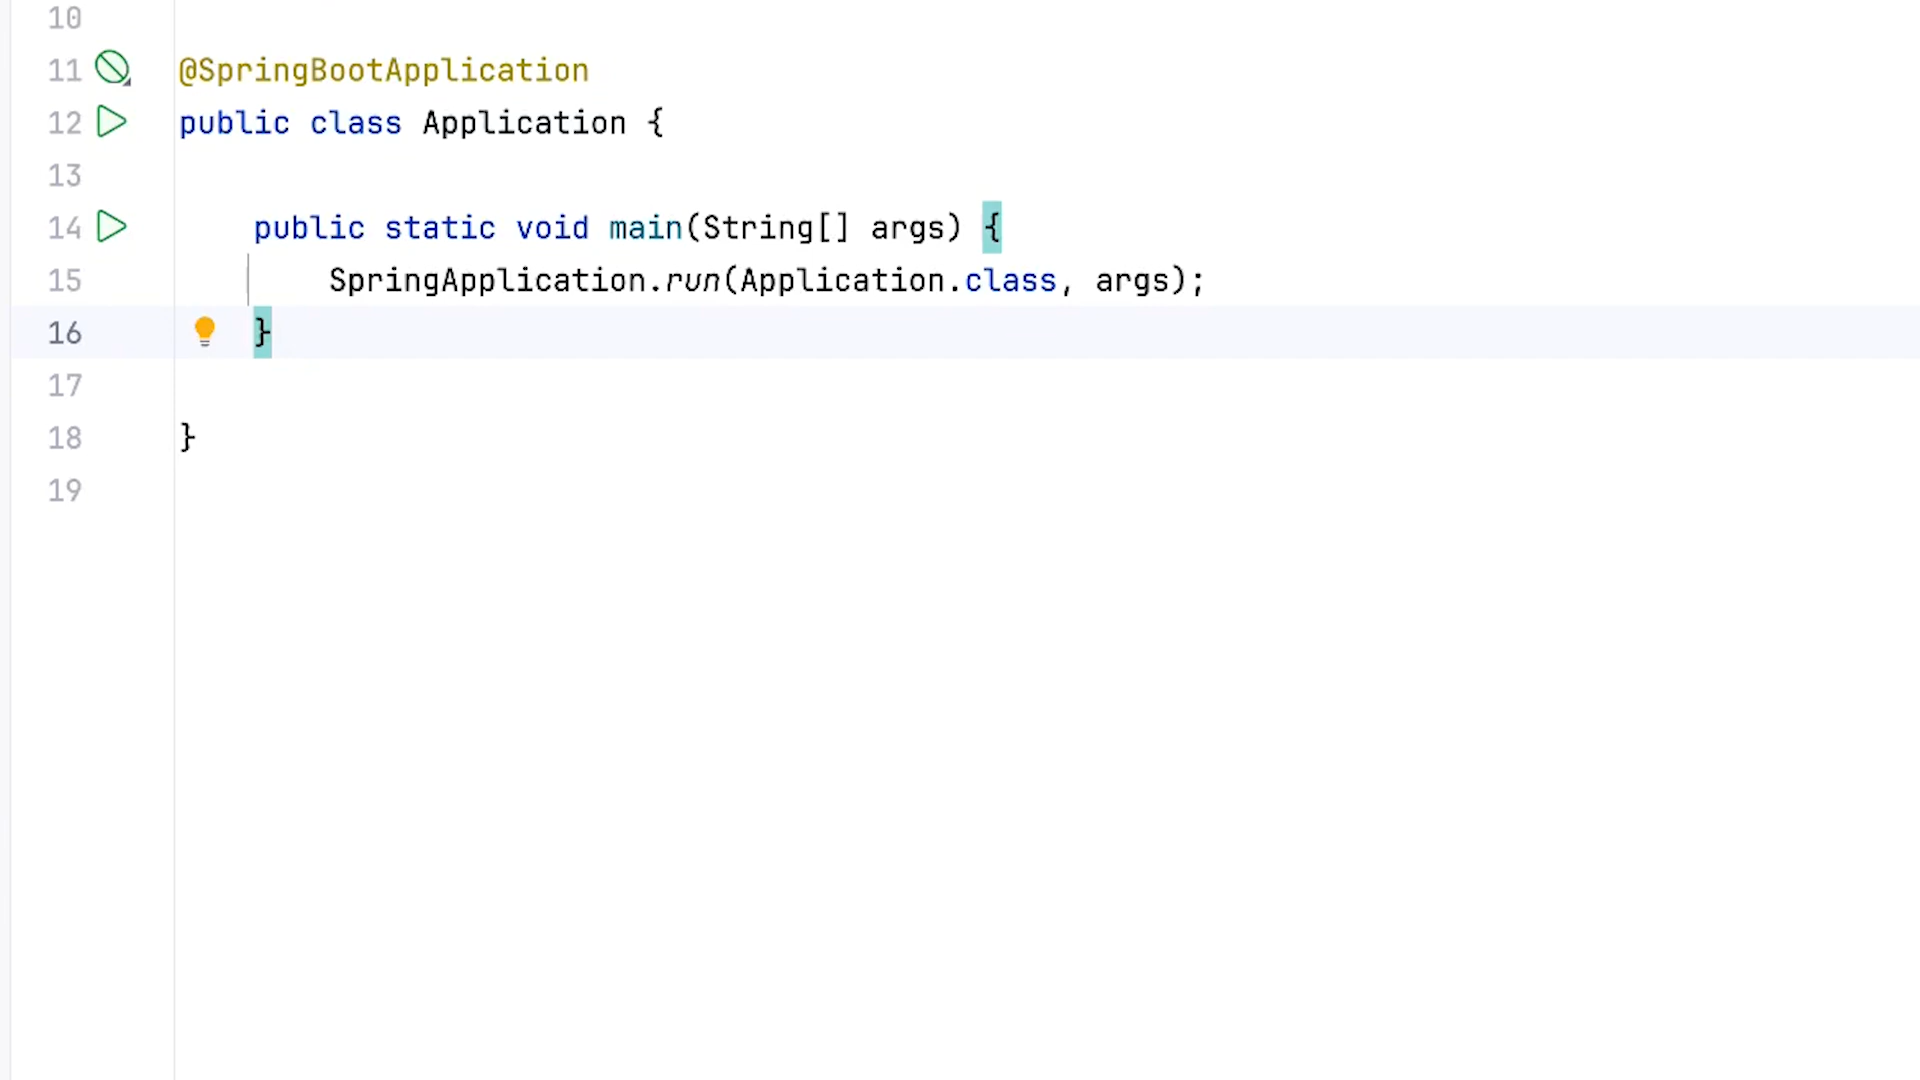 10
11 @SpringBootApplication
12 public class Application {
13
14 public static void main(String[] args) {
15 SpringApplication.run(Application.class, args);
16 }
17
18 }
19